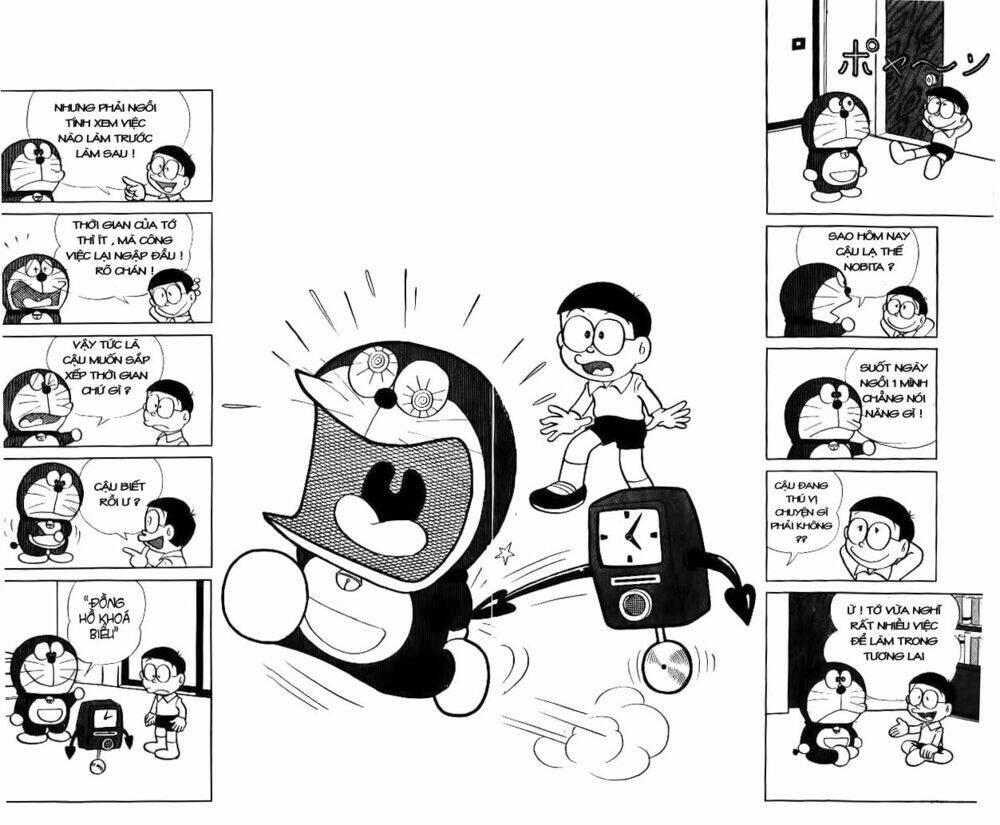 ポヤ〜ン
SAO HÔM NAY
CẬU LẠ THẾ
NOBITA ?
SUỐT NGÀY
NGỒI 1 MÌNH
CHẲNG NÓI
NĂNG GÌ !
CẬU ĐANG
THÚ VỊ
CHUYỆN GÌ
PHẢI KHÔNG
??
Ừ ! TỚ VỪA NGHĨ
RẤT NHIỀU VIỆC
ĐỂ LÀM TRONG
TƯƠNG LAI
NHƯNG PHẢI NGỒI
TÍNH XEM VIỆC
NÀO LÀM TRƯỚC
LÀM SAU !
THỜI GIAN CỦA TỚ
THÌ ÍT , MÀ CÔNG
VIỆC LẠI NGẬP ĐẦU !
RÕ CHÁN !
VẬY TỨC LÀ
CẬU MUỐN SẮP
XẾP THỜI GIAN
CHỨ GÌ ?
CẬU BIẾT
RỒI Ư ?
"ĐỒNG
HỒ KHOÁ
BIỂU"